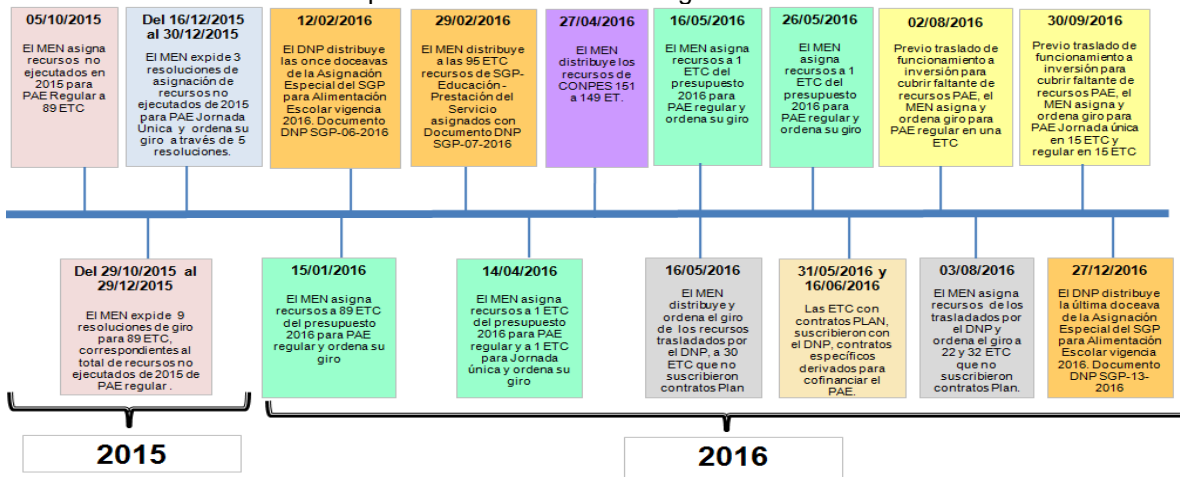 05/10/2015
El MEN asigna
recursos no
ejecutados en
2015 para
PAE Regular a
89 ETC
Del 16/12/2015
al 30/12/2015
El MEN expide 3
resoluciones de
asignación de
recursos no
ejecutados de 2015
para PAE Jornada
Única y ordena su
giro a través de 5
resoluciones.
12/02/2016
El DNP distribuye
las once doceavas
de la Asignación
Especial del SGP
para Alimentación
Escolar vigencia
2016. Documento
DNP SGP-06-2016
29/02/2016
El MEN distribuye
a las 95 ETC
recursos de SGP-
Educación -
Prestación del
Servicio
asignados con
Documento DNP
SGP-07-2016
27/04/2016
El MEN
distribuye los
recursos de
CONPES 151
a 149 ET.
16/05/2016
El MEN asigna
recursos a 1
ETC del
presupuesto
2016 para
PAE regular y
ordena su giro
26/05/2016
El MEN
asigna
recursos a 1
ETC del
presupuesto
2016 para
PAE regular y
ordena su giro
02/08/2016
Previo traslado de
funcionamiento a
inversión para
cubrir faltante de
recursos PAE, el
MEN asigna y
ordena giro para
PAE regular en una
ETC
30/09/2016
Previo traslado de
funcionamiento a
inversión para
cubrir faltante de
recursos PAE, el
MEN asigna y
ordena giro para
PAE Jornada única
en 15 ETC y
regular en 15 ETC
Del 29/10/2015 al
29/12/2015
El MEN expide 9
resoluciones de giro
para 89 ETC,
correspondientes al
total de recursos no
ejecutados de 2015 de
PAE regular .
15/01/2016
El MEN asigna
recursos a 89 ETC
del presupuesto
2016 para PAE
regular y ordena su
giro
14/04/2016
El MEN asigna
recursos a 1 ETC del
presupuesto 2016
para PAE
regular y a 1 ETC
para Jornada
única y ordena su
giro
16/05/2016
El MEN
distribuye y
ordena el giro
de los recursos
trasladados por
el DNP, a 30
ETC que no
suscribieron
contratos Plan
31/05/2016 y
16/06/2016
Las ETC con
contratos PLAN,
suscribieron con
el DNP, contratos
específicos
derivados para
cofinanciar el
PAE.
03/08/2016
El MEN asigna
recursos de los
trasladados por
el DNP y
ordena el giro a
22 y 32 ETC
que no
suscribieron
contratos Plan.
27/12/2016
El DNP distribuye
la última doceava
de la Asignación
Especial del SGP
para Alimentación
Escolar vigencia
2016. Documento
DNP SGP-13-
2016
2015
2016